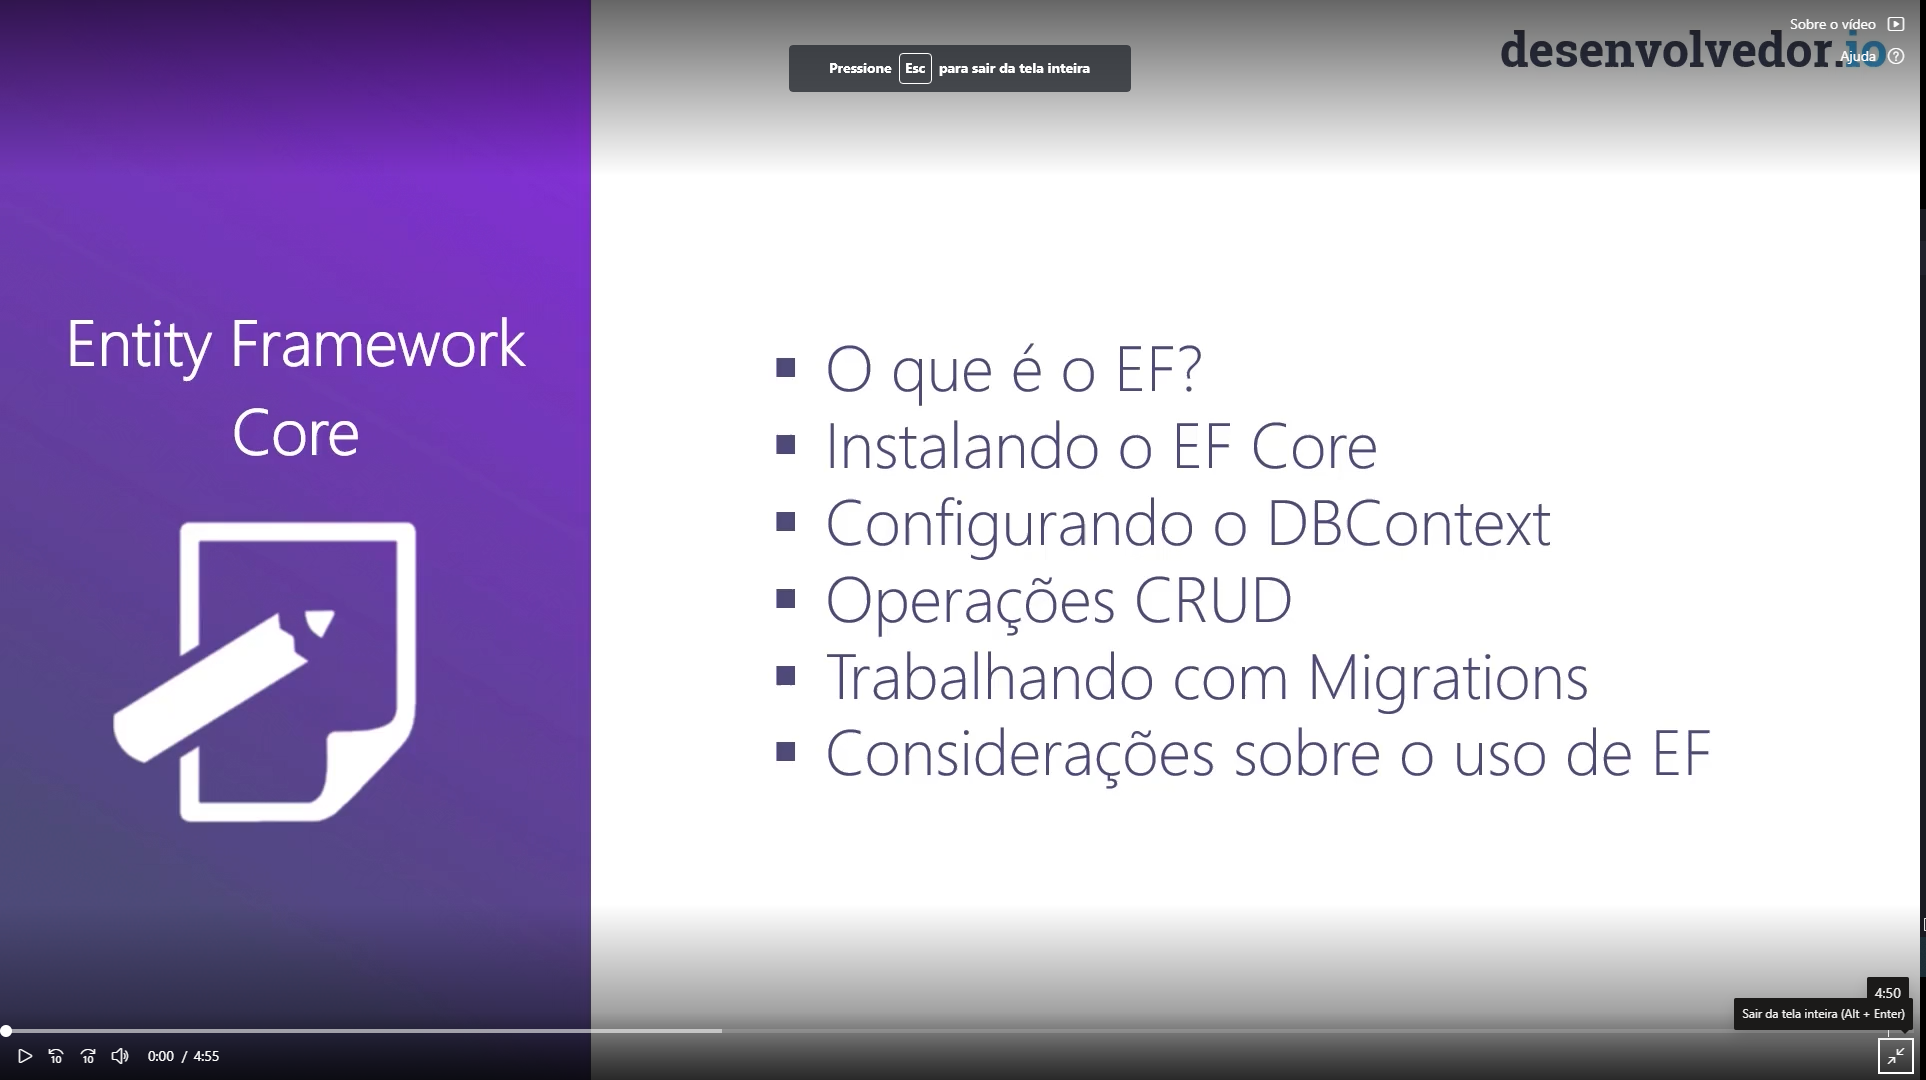 Sobre o vídeo
desenvolvedor.io
Ajuda
Pressione Esc para sair da tela inteira
Entity Framework
Core
O que é o EF?
Instalando o EF Core
Configurando o DBContext
Operações CRUD
Trabalhando com Migrations
Considerações sobre o uso de EF
4:50
Sair da tela inteira (Alt + Enter)
10
10
0:00 / 4:55